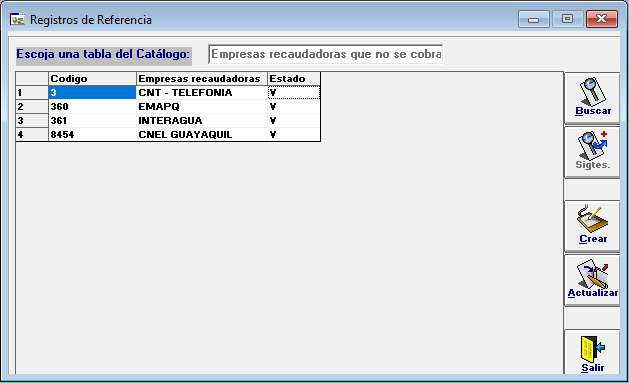 Registros de Referencia
Escoja una tabla del Catálogo: Empresas recaudadoras que no se cobra
Codigo Empresas recaudadoras Estado
1 3 CNT - TELEFONIA V
2 360 EMAPQ V
3 361 INTERAGUA V
4 8454 CNEL GUAYAQUIL V
Buscar
Sigtes.
Crear
Actualizar
Salir